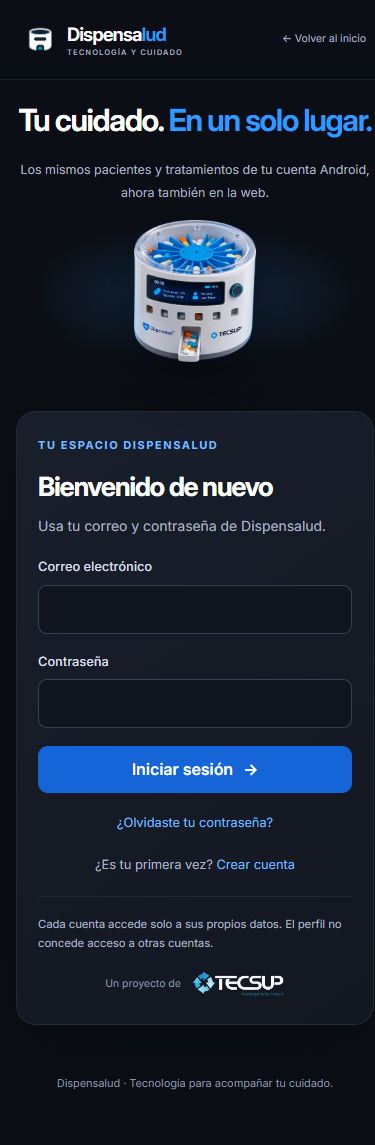 Dispensalud
TECNOLOGÍA Y CUIDADO
← Volver al inicio
Tu cuidado. En un solo lugar.
Los mismos pacientes y tratamientos de tu cuenta Android,
ahora también en la web.
Dispensalud
TECSUP
TU ESPACIO DISPENSALUD
Bienvenido de nuevo
Usa tu correo y contraseña de Dispensalud.
Correo electrónico
Contraseña
Iniciar sesión →
¿Olvidaste tu contraseña?
¿Es tu primera vez? Crear cuenta
Cada cuenta accede solo a sus propios datos. El perfil no
concede acceso a otras cuentas.
Un proyecto de TECSUP
Dispensalud · Tecnología para acompañar tu cuidado.